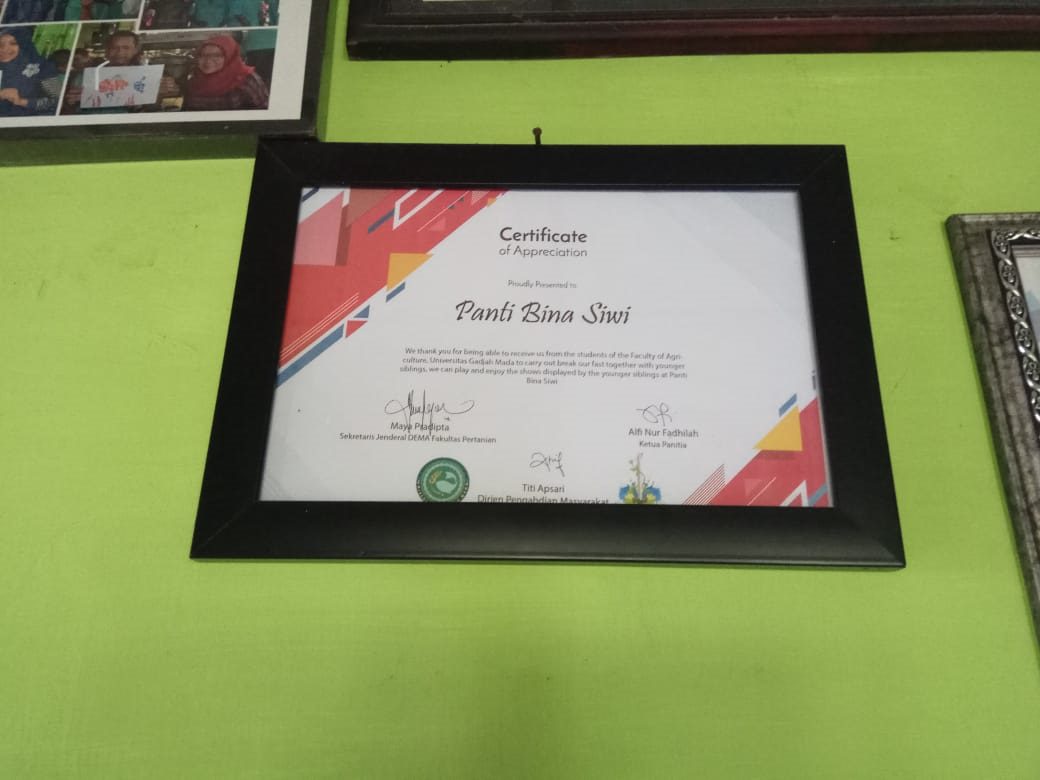 Certificate
of Appreciation
Proudly Presented to
Panti Bina Siwi
We thank you for being able to receive us from the students of the Faculty of Agri-
culture, Universitas Gadjah Mada to carry out break our fast together with younger
siblings, we can play and enjoy the shows displayed by the younger siblings at Panti
Bina Siwi
Maya Pradipta
Sekretaris Jenderal DEMA Fakultas Pertanian
Alfi Nur Fadhilah
Ketua Panitia
Titi Apsari
Dirjen Pengabdian Masyarakat